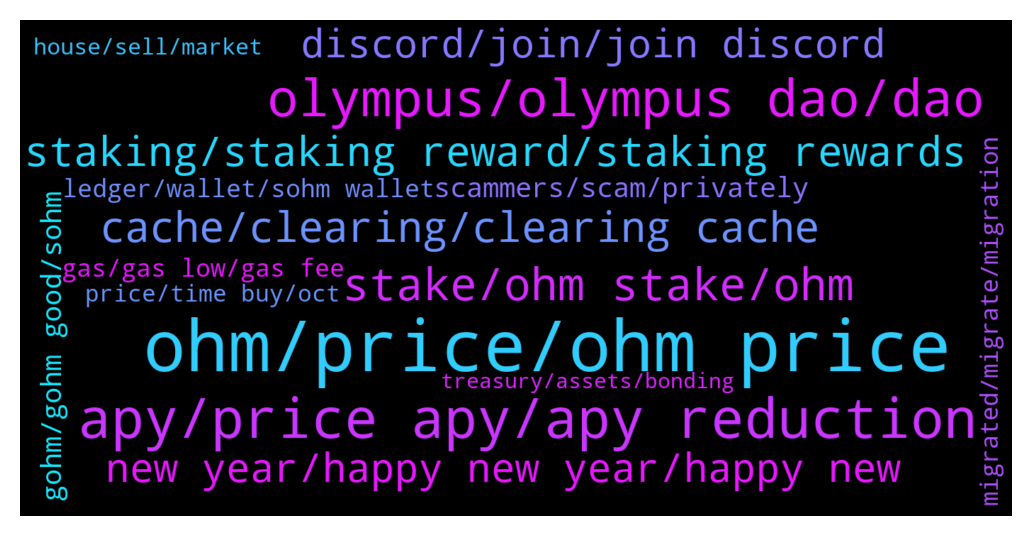 house/sell/market
discord/join/join discord
olympus/olympus dao/dao
staking/staking reward/staking rewards
ledger/wallet/sohm wallet
scammers/scam/privately
cache/clearing/clearing cache
gas/gas low/gas fee
stake/ohm stake/ohm
price/time buy/oct
ohm/price/ohm price
treasury/assets/bonding
apy/price apy/apy reduction
new year/happy new year/happy new
gohm/gohm good/sohm
migrated/migrate/migration